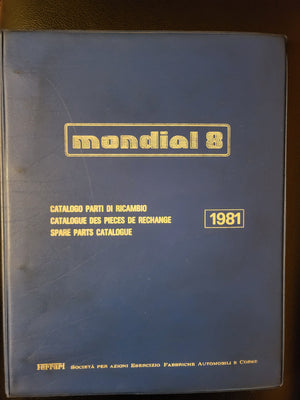 mondial 8
CATALOGO PARTI DI RICAMBIO
CATALOGUE DES PIECES DE RECHANGE
SPARE PARTS CATALOGUE
1981
Ferrari SOCIETÀ PER AZIONI ESERCIZIO FABBRICHE AUTOMOBILI E CORSE